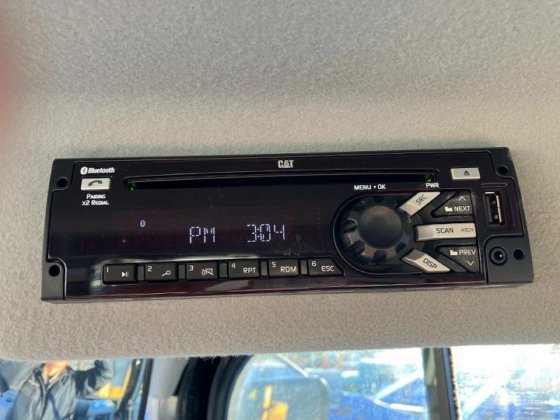 Bluetooth
CAT
PAIRING
X2 REDIAL
MENU • OK
PWR
SRC
NEXT
SCAN ASCN
PREV
DISP
PM 3:04
1
2
3
4 RPT
5 RDM
6 ESC